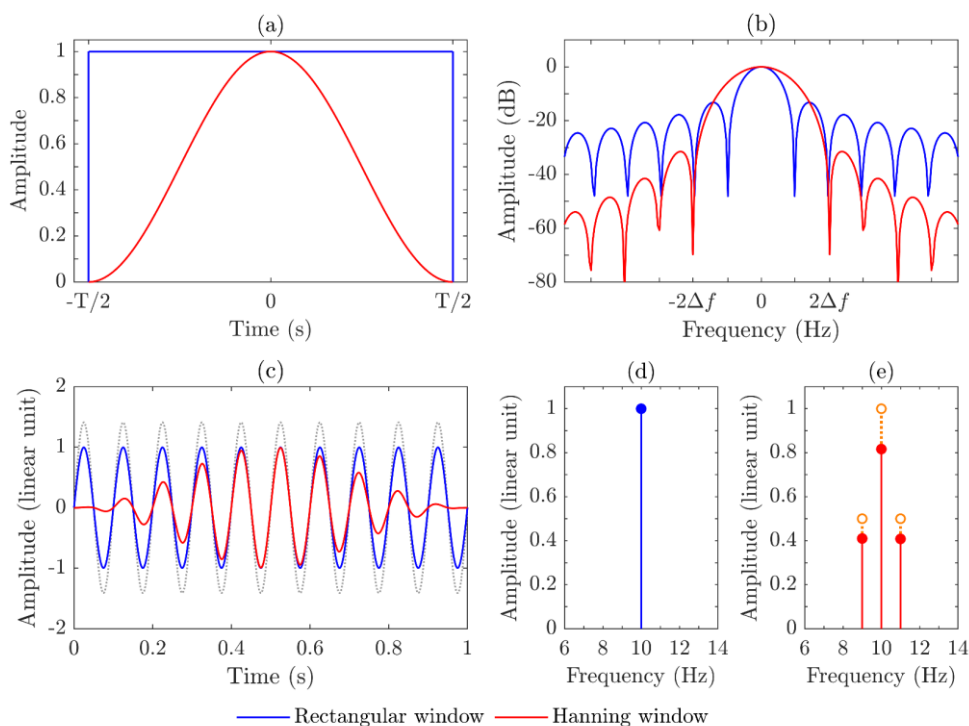 (a)
Amplitude
1
0.8
0.6
0.4
0.2
0
-T/2
0
T/2
Time (s)
(b)
Amplitude (dB)
0
-20
-40
-60
-80
-2Δf
0
2Δf
Frequency (Hz)
(c)
Amplitude (linear unit)
2
1
0
-1
-2
0
0.2
0.4
0.6
0.8
1
Time (s)
(d)
Amplitude (linear unit)
1
0.8
0.6
0.4
0.2
0
6
8
10
12
14
Frequency (Hz)
(e)
Amplitude (linear unit)
1
0.8
0.6
0.4
0.2
0
6
8
10
12
14
Frequency (Hz)
Rectangular window
Hanning window